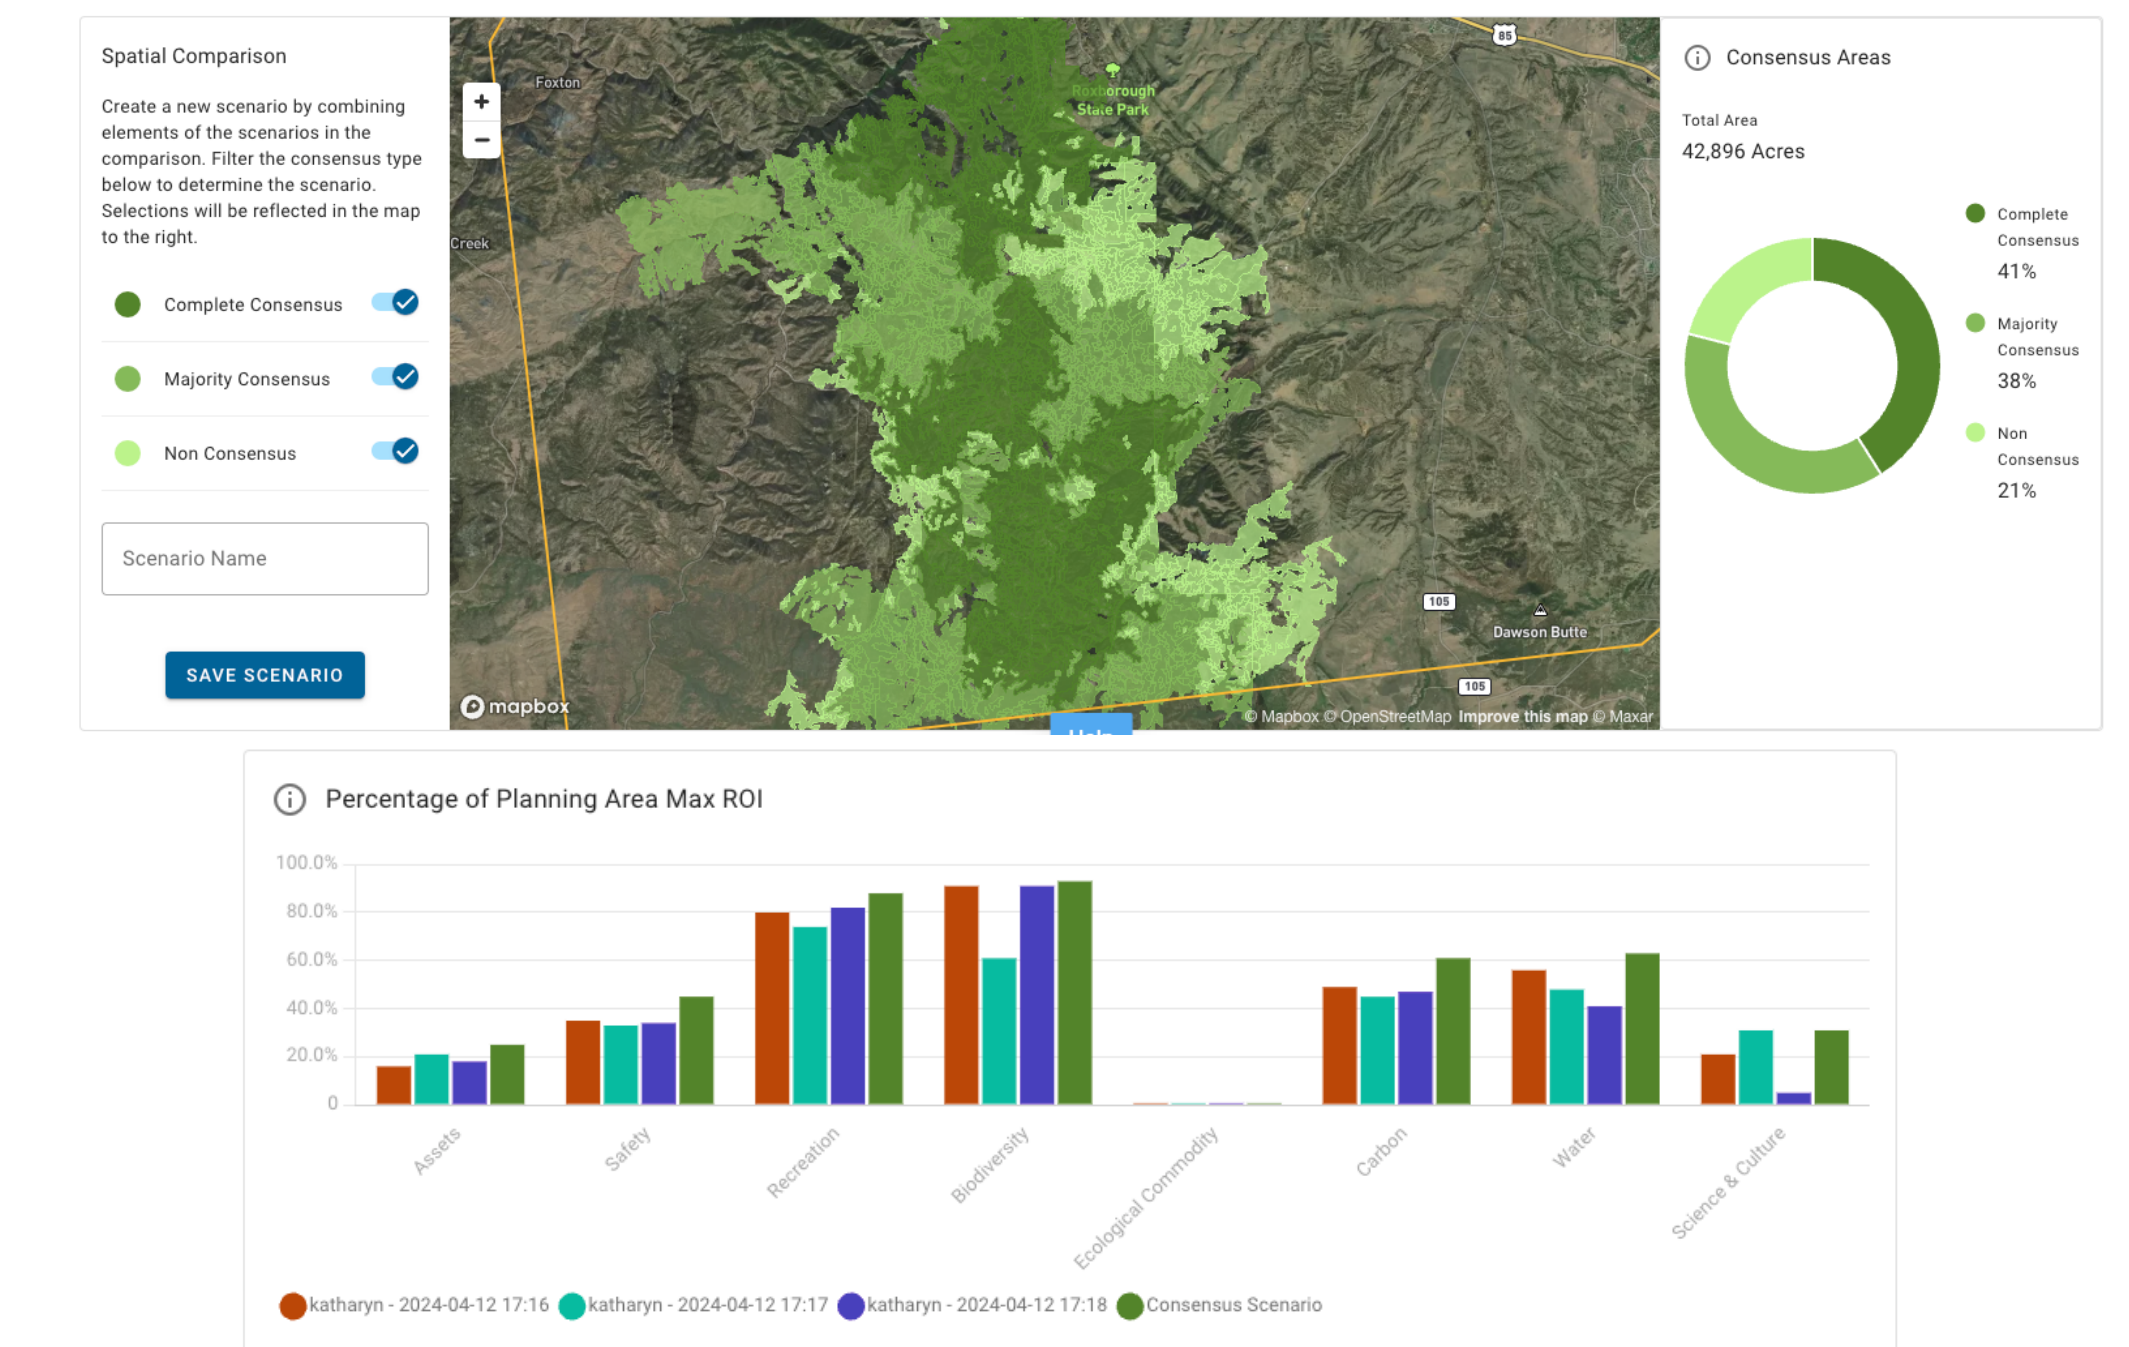 Spatial Comparison
Create a new scenario by combining
elements of the scenarios in the
comparison. Filter the consensus type
below to determine the scenario.
Selections will be reflected in the map
to the right.
Complete Consensus
Majority Consensus
Non Consensus
Scenario Name
SAVE SCENARIO
+
−
Foxton
Creek
Roxborough
State Park
85
105
Dawson Butte
105
mapbox
© Mapbox © OpenStreetMap Improve this map © Maxar
Help
Consensus Areas
Total Area
42,896 Acres
Complete
Consensus
41%
Majority
Consensus
38%
Non
Consensus
21%
Percentage of Planning Area Max ROI
100.0%
80.0%
60.0%
40.0%
20.0%
0
Assets
Safety
Recreation
Biodiversity
Ecological Commodity
Carbon
Water
Science & Culture
katharyn - 2024-04-12 17:16 katharyn - 2024-04-12 17:17 katharyn - 2024-04-12 17:18 Consensus Scenario